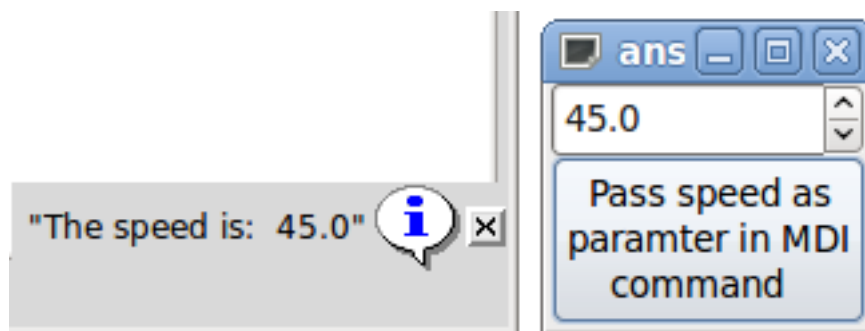 "The speed is:  45.0"
ans
45.0
Pass speed as
paramter in MDI
command